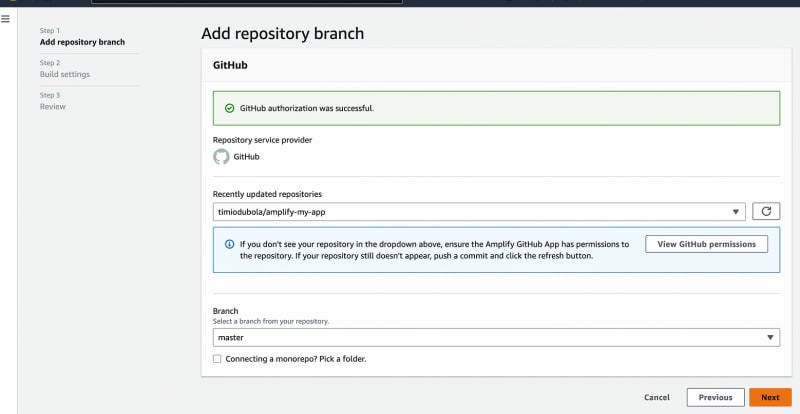 Step 1
Add repository branch
Step 2
Build settings
Step 3
Review
Add repository branch
GitHub
GitHub authorization was successful.
Repository service provider
GitHub
Recently updated repositories
timiodubola/amplify-my-app
If you don't see your repository in the dropdown above, ensure the Amplify GitHub App has permissions to
the repository. If your repository still doesn't appear, push a commit and click the refresh button.
View GitHub permissions
Branch
Select a branch from your repository.
master
Connecting a monorepo? Pick a folder.
Cancel
Previous
Next